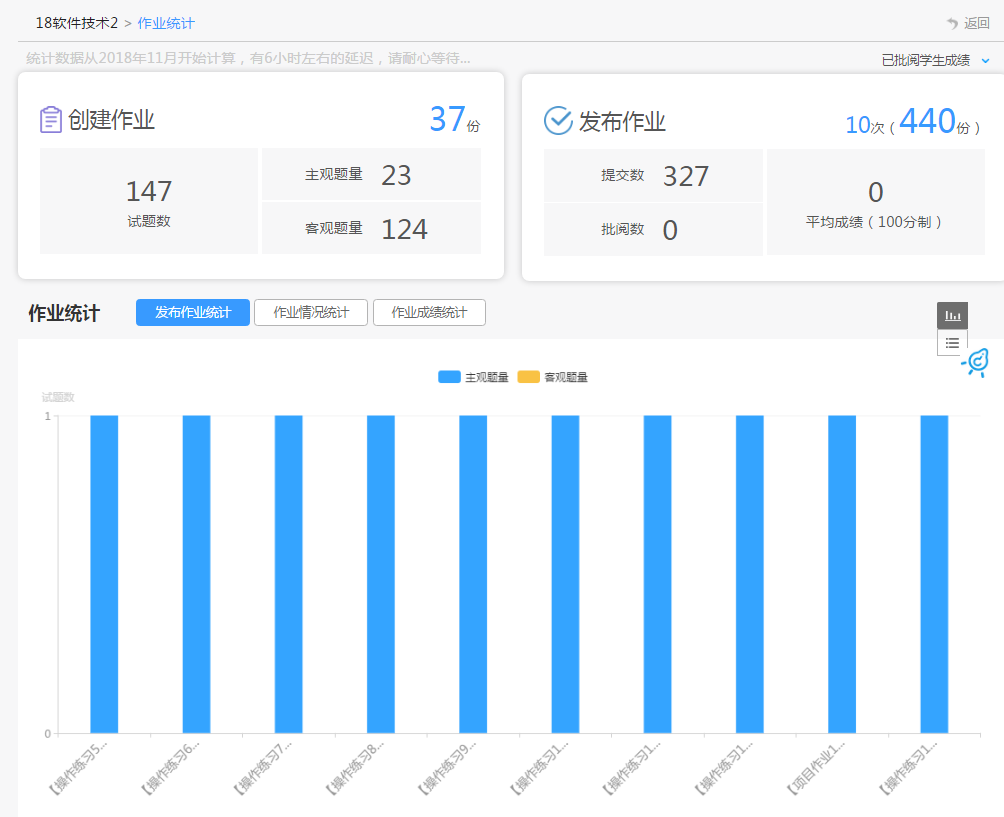 18软件技术2 > 作业统计
返回
统计数据从2018年11月开始计算，有6小时左右的延迟，请耐心等待...
已批阅学生成绩
创建作业
37份
147
试题数
主观题量 23
客观题量 124
发布作业
10次（440份）
提交数 327
批阅数 0
0
平均成绩（100分制）
作业统计
发布作业统计
作业情况统计
作业成绩统计
主观题量 客观题量
试题数
1
0
【操作练习5...
【操作练习6...
【操作练习7...
【操作练习8...
【操作练习9...
【操作练习1...
【操作练习1...
【操作练习1...
【项目作业1...
【操作练习1...